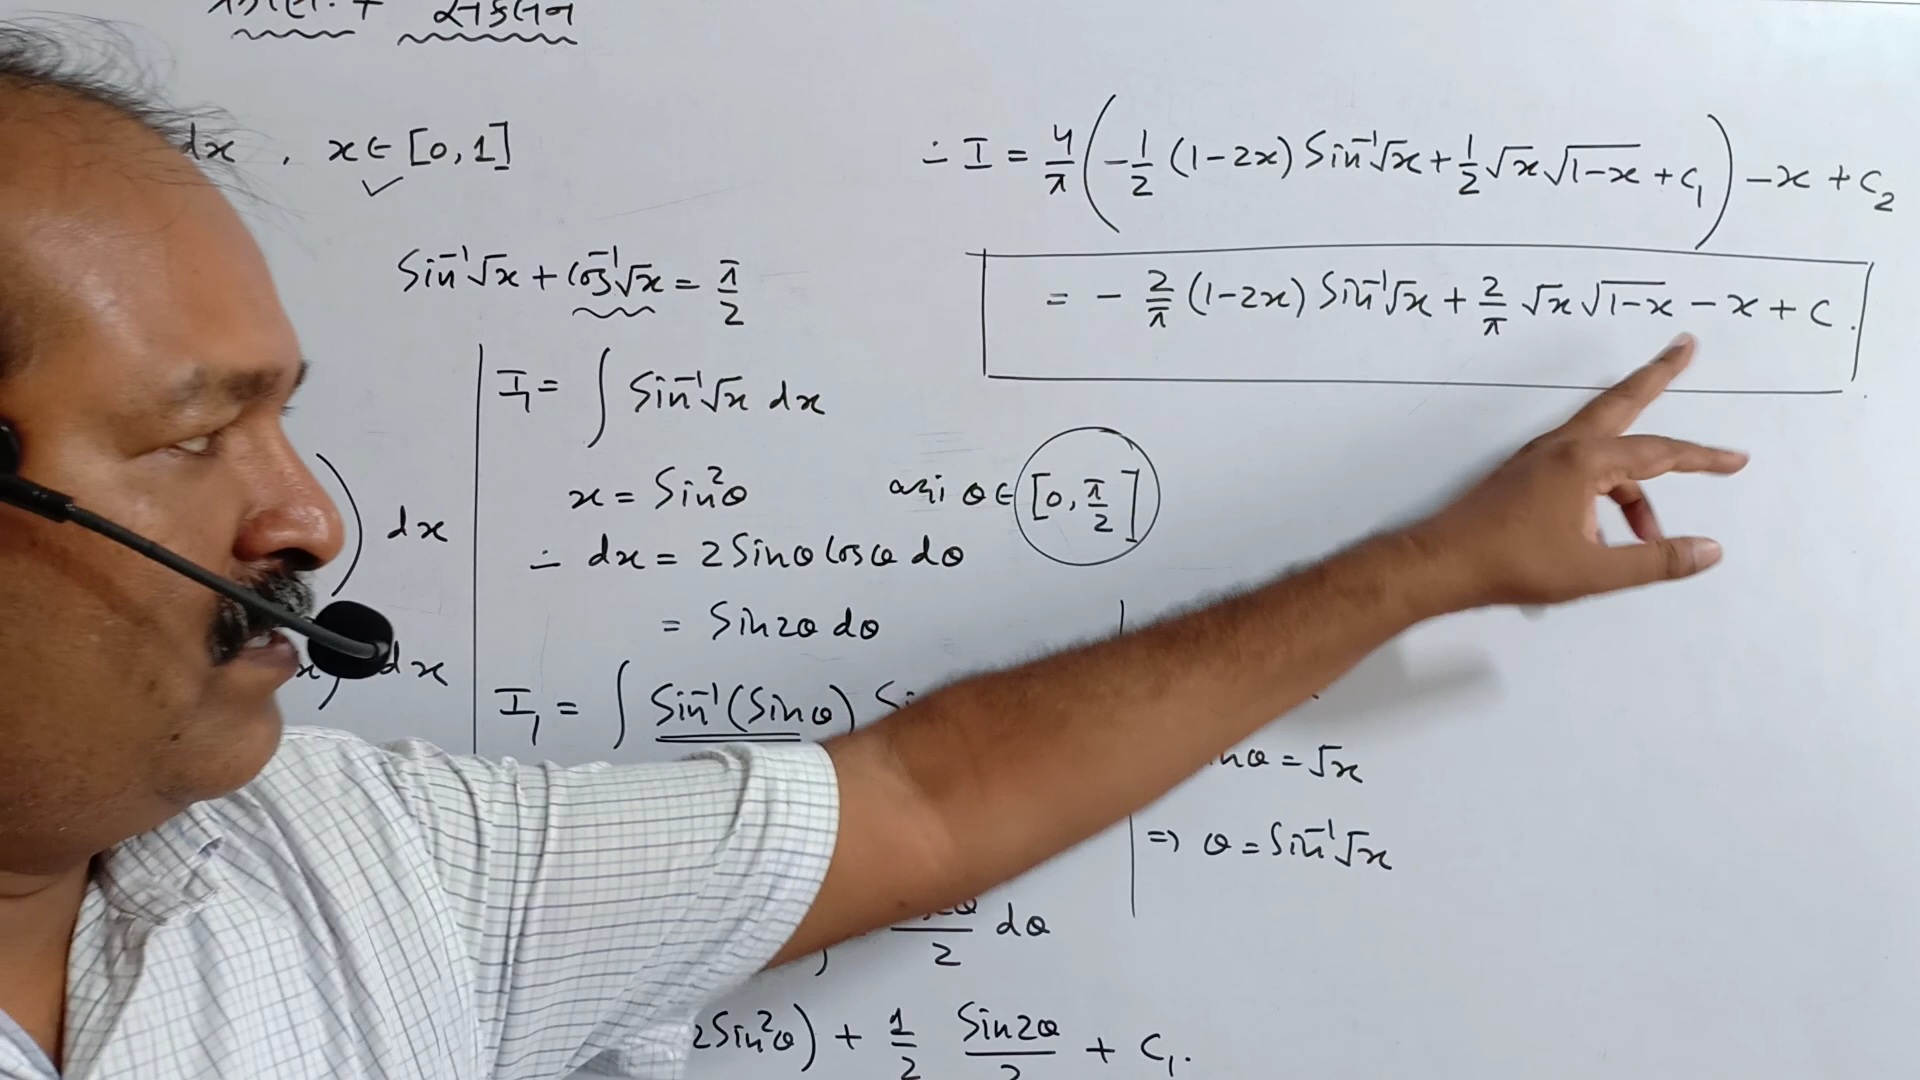 dx , x ∈ [0, 1]
Sin⁻¹√x + Cos⁻¹√x = π/2
) dx
x) dx
I₁ = ∫ Sin⁻¹√x dx
x = Sin²θ θ ∈ [0, π/2]
∴ dx = 2 Sinθ Cosθ dθ
= Sin2θ dθ
I₁ = ∫ Sin⁻¹(Sinθ)
/2 dθ
2Sin²θ) + 1/2 Sin2θ/2 + C₁.
∴ I = 4/π ( -1/2 (1-2x) Sin⁻¹√x + 1/2 √x √(1-x) + C₁ ) - x + C₂
= - 2/π (1-2x) Sin⁻¹√x + 2/π √x √(1-x) - x + C.
nθ = √x
⇒ θ = Sin⁻¹√x